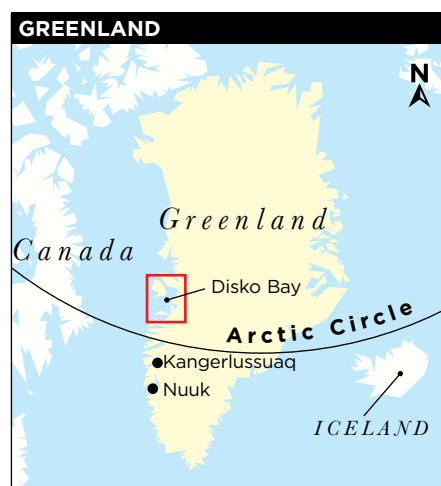 GREENLAND
N
Greenland
Canada
Disko Bay
Arctic Circle
Kangerlussuaq
Nuuk
ICELAND